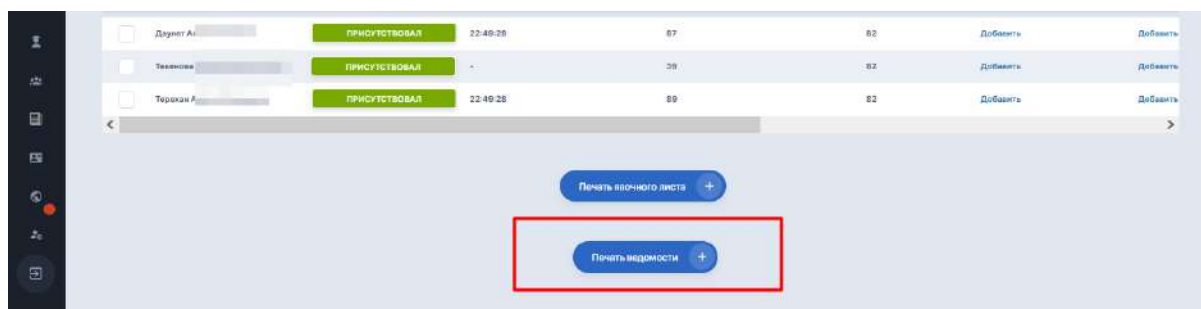 Даулет А ПРИСУТСТВОВАЛ 22:49:28 87 82 Добавить Добавить
ПРИСУТСТВОВАЛ - 39 82 Добавить Добавить
ПРИСУТСТВОВАЛ 22:49:28 89 82 Добавить Добавить
Печать явочного листа +
Печать ведомости +